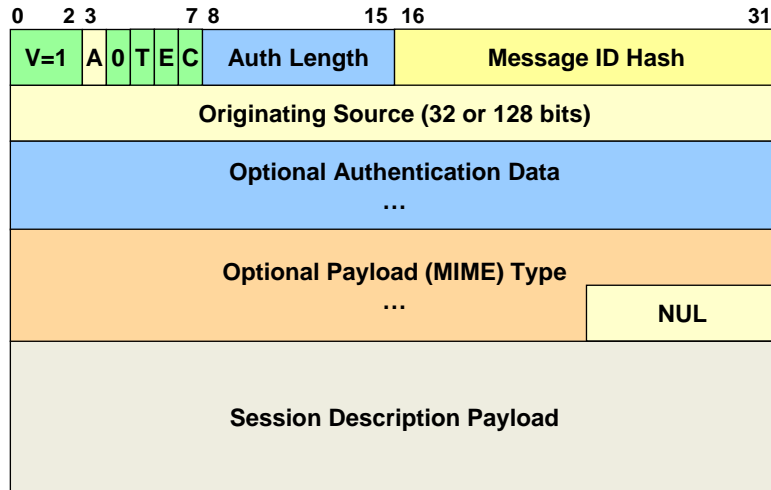 0 2 3 7 8 15 16 31
V=1 A 0 T E C Auth Length Message ID Hash
Originating Source (32 or 128 bits)
Optional Authentication Data
...
Optional Payload (MIME) Type
...
NUL
Session Description Payload